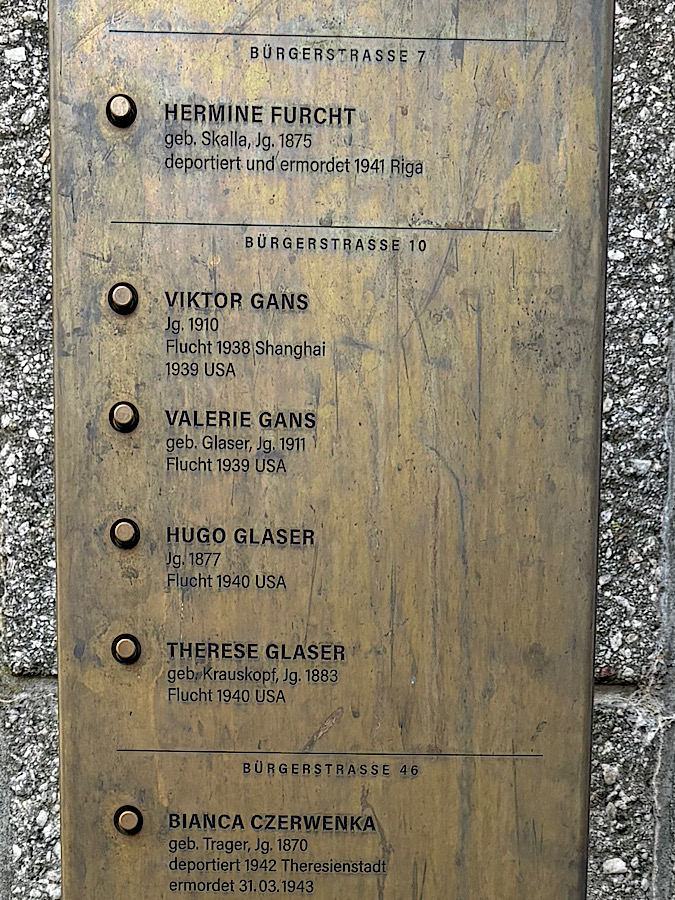 BÜRGERSTRASSE 7
HERMINE FURCHT
geb. Skalla, Jg. 1875
deportiert und ermordet 1941 Riga
BÜRGERSTRASSE 10
VIKTOR GANS
Jg. 1910
Flucht 1938 Shanghai
1939 USA
VALERIE GANS
geb. Glaser, Jg. 1911
Flucht 1939 USA
HUGO GLASER
Jg. 1877
Flucht 1940 USA
THERESE GLASER
geb. Krauskopf, Jg. 1883
Flucht 1940 USA
BÜRGERSTRASSE 46
BIANCA CZERWENKA
geb. Trager, Jg. 1870
deportiert 1942 Theresienstadt
ermordet 31.03.1943